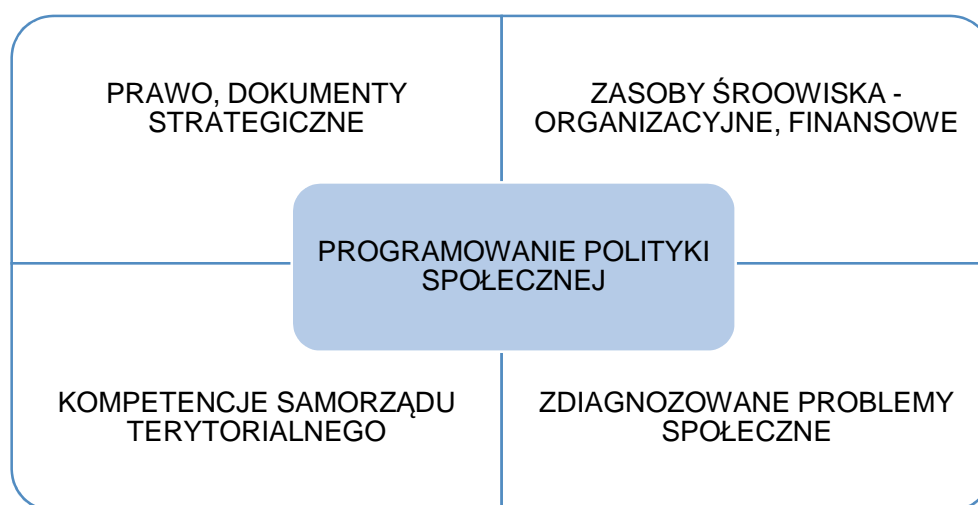 PRAWO, DOKUMENTY
STRATEGICZNE
ZASOBY ŚROOWISKA -
ORGANIZACYJNE, FINANSOWE
PROGRAMOWANIE POLITYKI
SPOŁECZNEJ
KOMPETENCJE SAMORZĄDU
TERYTORIALNEGO
ZDIAGNOZOWANE PROBLEMY
SPOŁECZNE